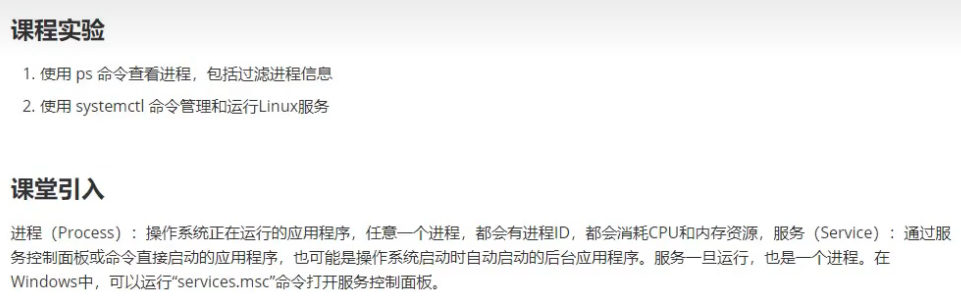 课程实验
1. 使用 ps 命令查看进程，包括过滤进程信息
2. 使用 systemctl 命令管理和运行Linux服务
课堂引入
进程（Process）：操作系统正在运行的应用程序，任意一个进程，都会有进程ID，都会消耗CPU和内存资源，服务（Service）：通过服
务控制面板或命令直接启动的应用程序，也可能是操作系统启动时自动启动的后台应用程序。服务一旦运行，也是一个进程。在
Windows中，可以运行“services.msc”命令打开服务控制面板。